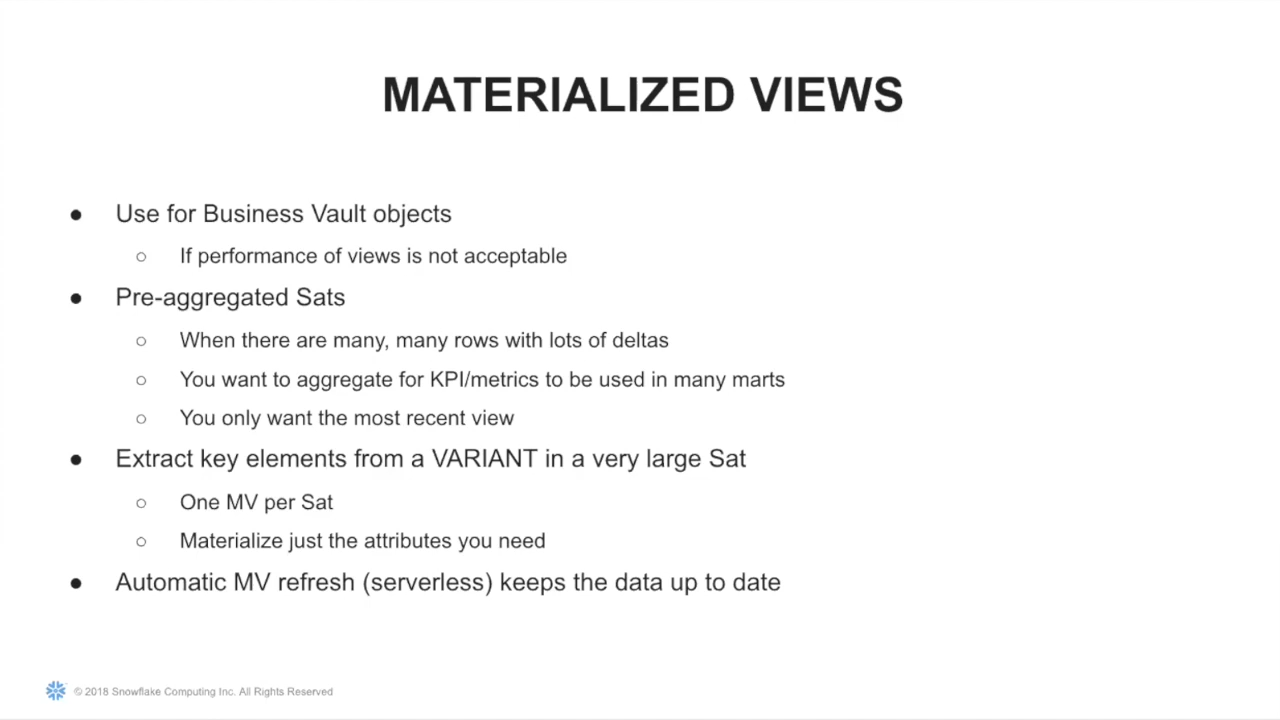 MATERIALIZED VIEWS
● Use for Business Vault objects
○ If performance of views is not acceptable
● Pre-aggregated Sats
○ When there are many, many rows with lots of deltas
○ You want to aggregate for KPI/metrics to be used in many marts
○ You only want the most recent view
● Extract key elements from a VARIANT in a very large Sat
○ One MV per Sat
○ Materialize just the attributes you need
● Automatic MV refresh (serverless) keeps the data up to date
© 2018 Snowflake Computing Inc. All Rights Reserved